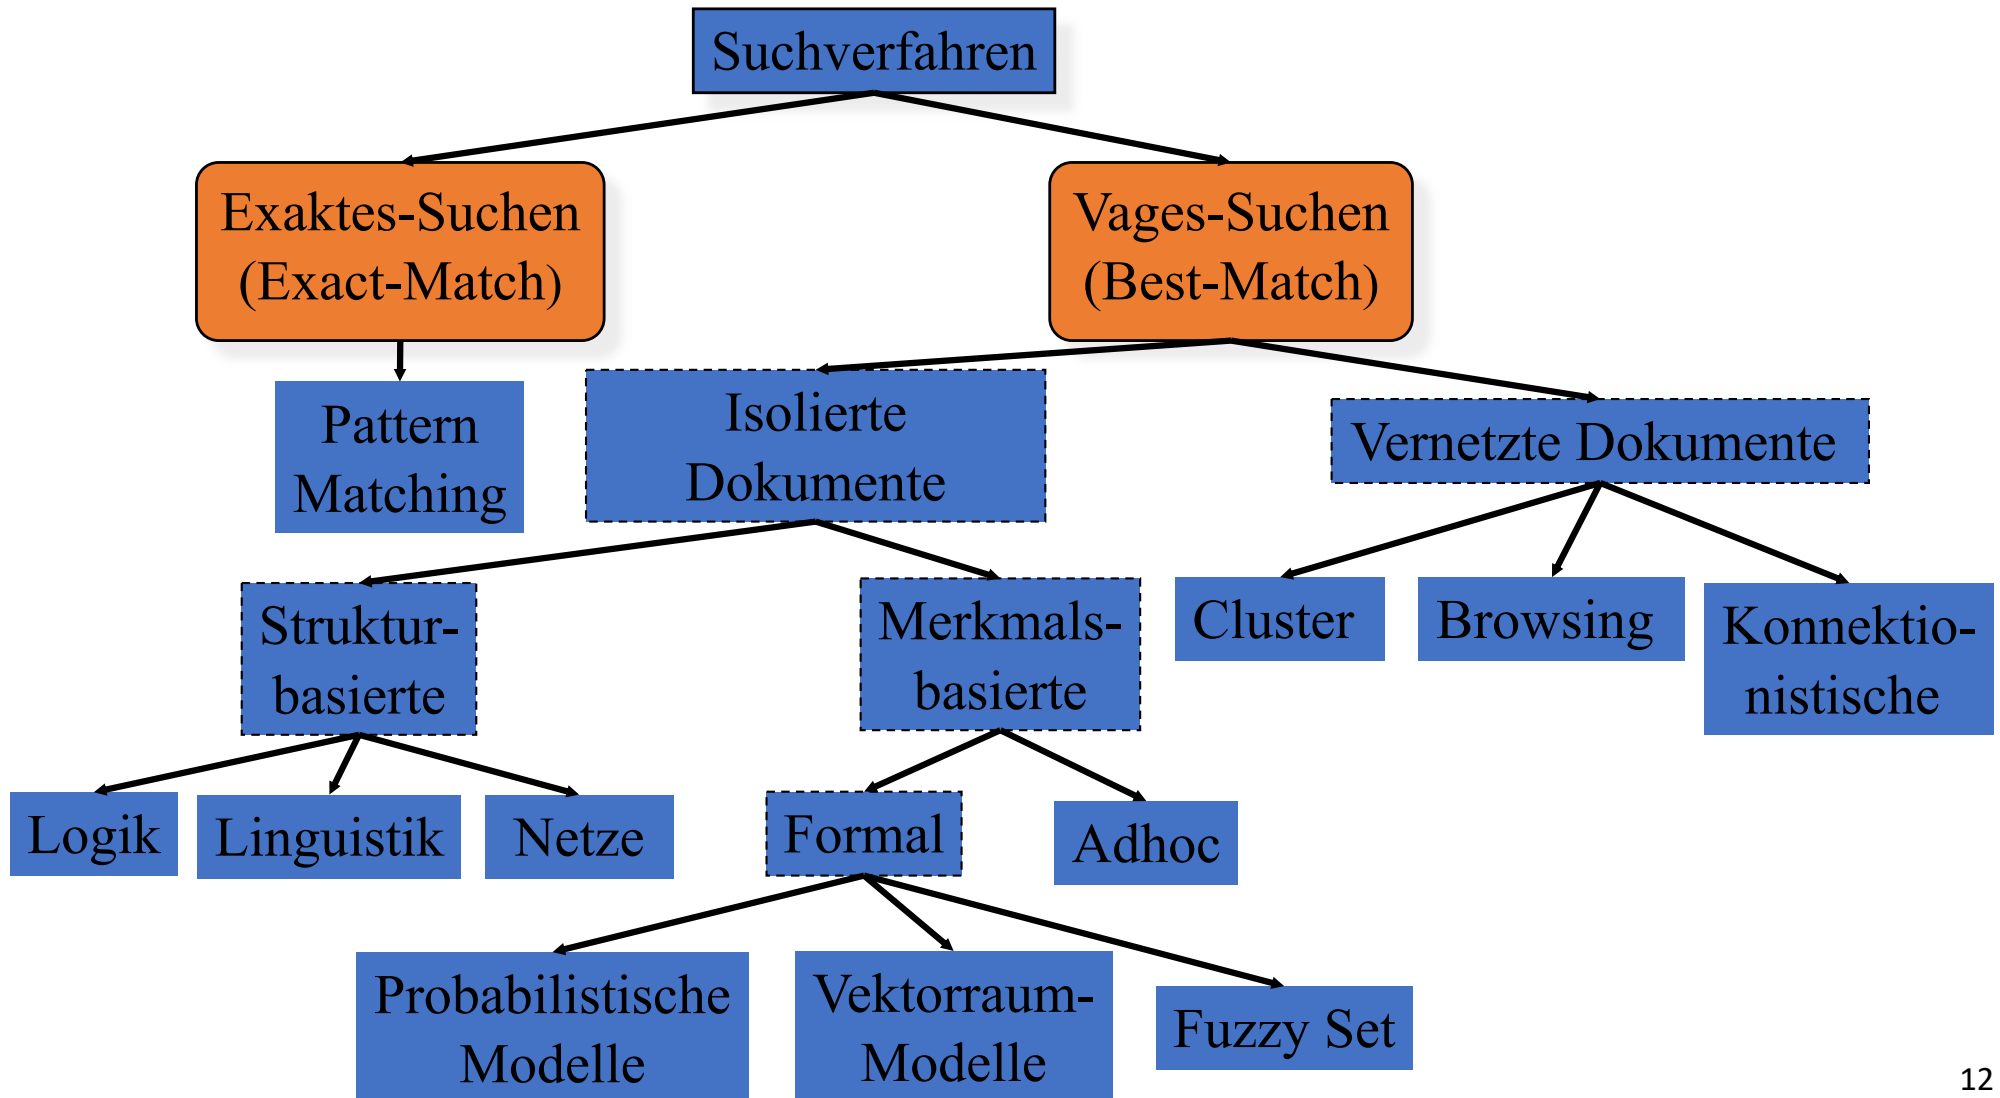 Suchverfahren
Exaktes-Suchen
(Exact-Match)
Vages-Suchen
(Best-Match)
Pattern
Matching
Isolierte
Dokumente
Vernetzte Dokumente
Struktur-
basierte
Merkmals-
basierte
Cluster
Browsing
Konnektio-
nistische
Logik
Linguistik
Netze
Formal
Adhoc
Probabilistische
Modelle
Vektorraum-
Modelle
Fuzzy Set
12